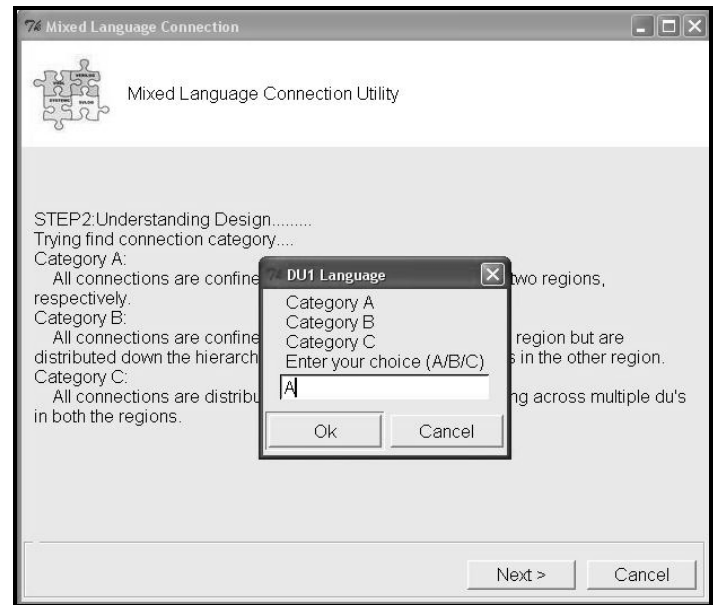 Mixed Language Connection
Mixed Language Connection Utility
STEP2:Understanding Design.........
Trying find connection category....
Category A:
All connections are confine
two regions,
respectively.
Category B:
All connections are confine
region but are
distributed down the hierarch
in the other region.
Category C:
All connections are distribu
ng across multiple du's
in both the regions.
DU1 Language
Category A
Category B
Category C
Enter your choice (A/B/C)
A
Ok Cancel
Next > Cancel